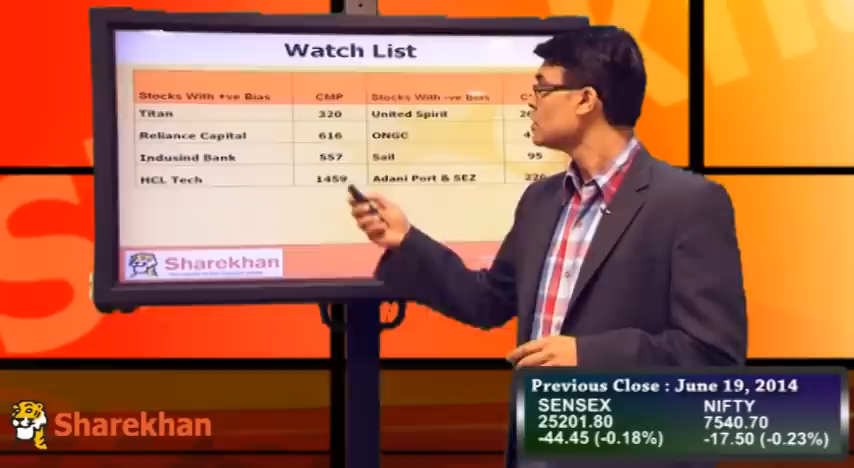 Watch List
Stocks With +ve Bias CMP Stocks With -ve Bias
Titan 320 United Spirit
Reliance Capital 616 ONGC
Indusind Bank 557 Sail 95
HCL Tech 1459 Adani Port & SEZ 226
Sharekhan
Sharekhan
Previous Close : June 19, 2014
SENSEX NIFTY
25201.80 7540.70
-44.45 (-0.18%) -17.50 (-0.23%)